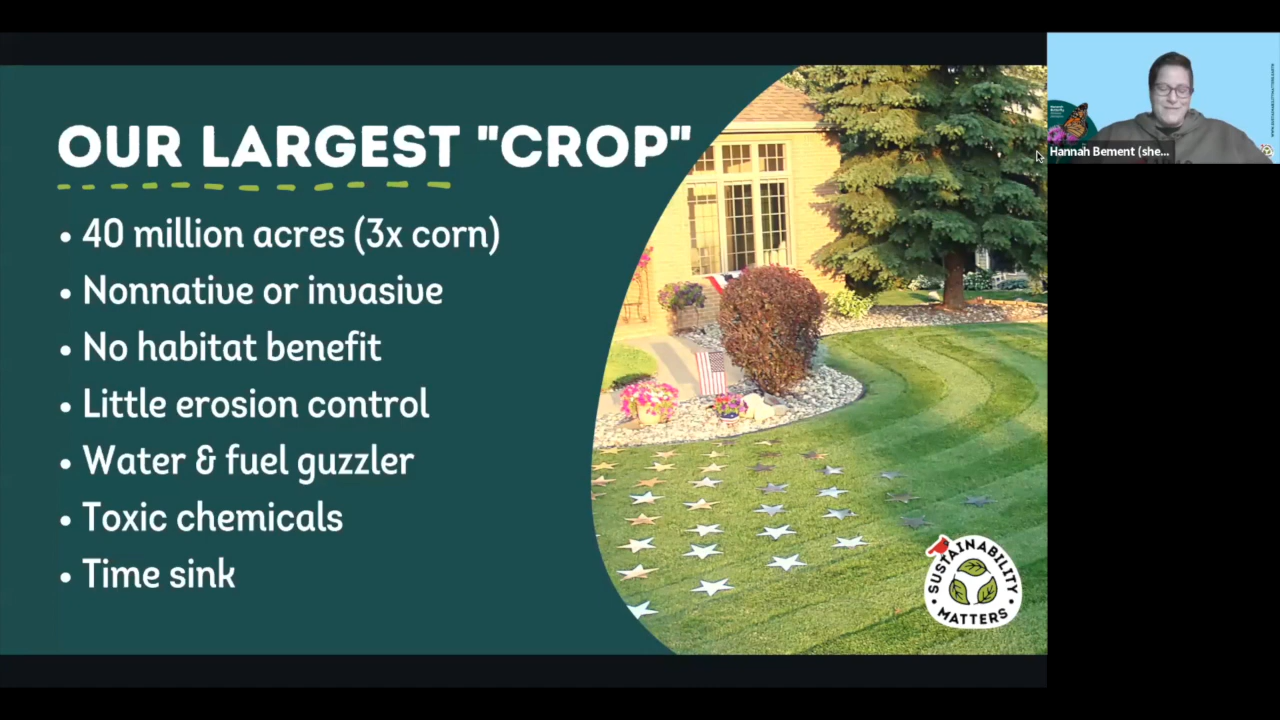 OUR LARGEST "CROP"
• 40 million acres (3x corn)
• Nonnative or invasive
• No habitat benefit
• Little erosion control
• Water & fuel guzzler
• Toxic chemicals
• Time sink
SUSTAINABILITY
• MATTERS •
Hannah Bement (she...